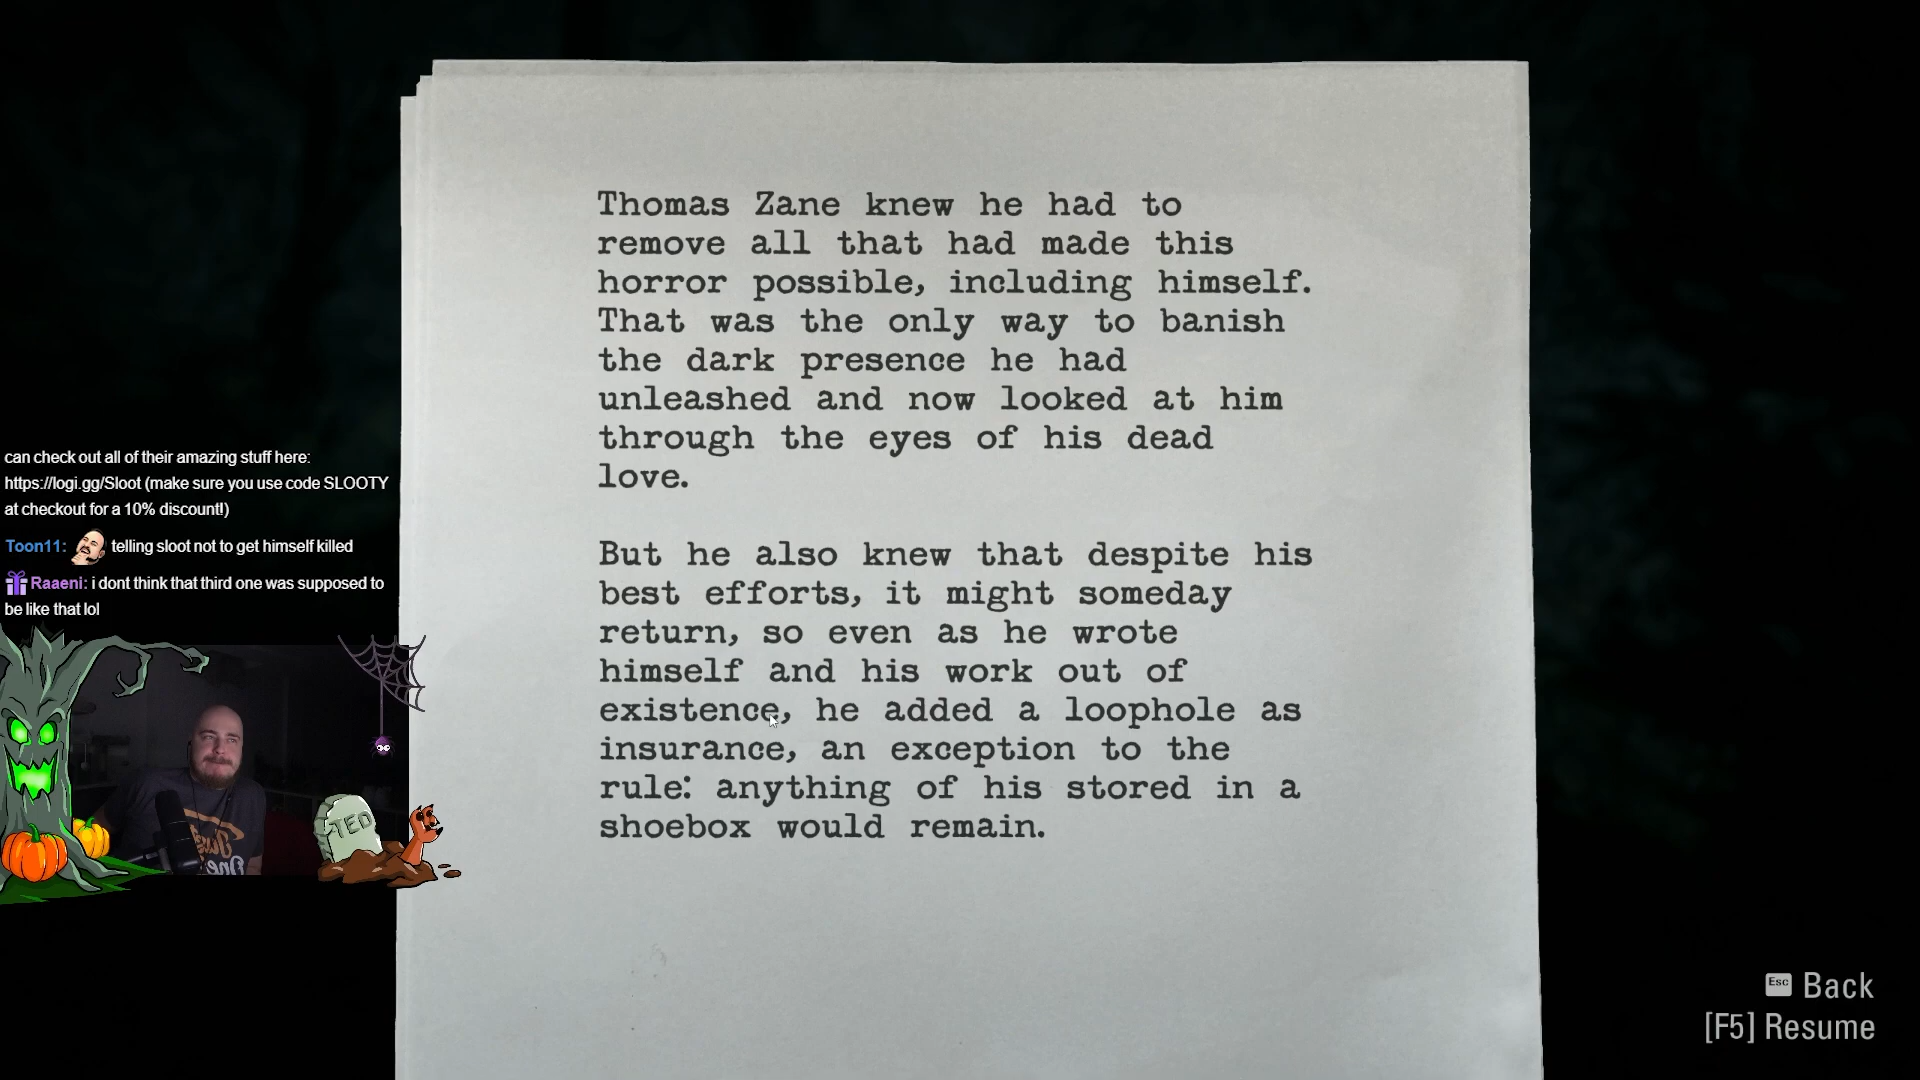 Thomas Zane knew he had to
remove all that had made this
horror possible, including himself.
That was the only way to banish
the dark presence he had
unleashed and now looked at him
through the eyes of his dead
love.
But he also knew that despite his
best efforts, it might someday
return, so even as he wrote
himself and his work out of
existence, he added a loophole as
insurance, an exception to the
rule: anything of his stored in a
shoebox would remain.
can check out all of their amazing stuff here:
https://logi.gg/Sloot (make sure you use code SLOOTY
at checkout for a 10% discount!)
Toon11: telling sloot not to get himself killed
Raaeni: i dont think that third one was supposed to
be like that lol
TED
Esc Back
[F5] Resume